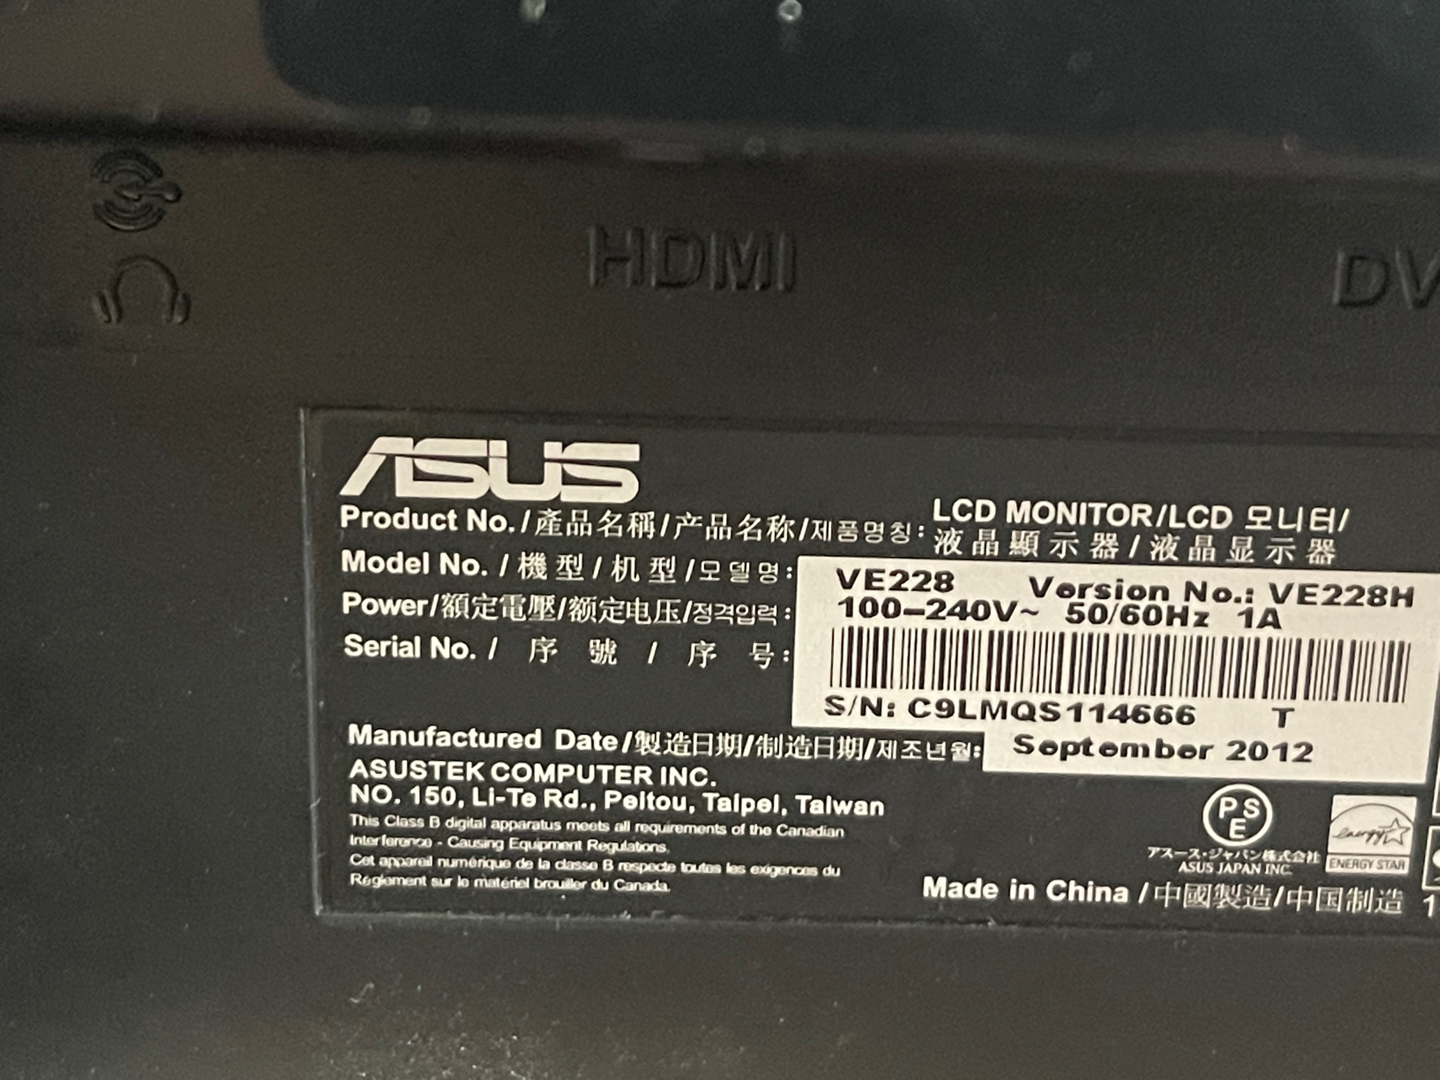 HDMI
DV
ASUS
Product No./產品名稱/产品名称/제품명칭: LCD MONITOR/LCD 모니터/
液晶顯示器/液晶显示器
Model No./機型/机型/모델명: VE228 Version No.: VE228H
Power/額定電壓/额定电压/정격입력: 100-240V~ 50/60Hz 1A
Serial No./ 序號 / 序号:
S/N: C9LMQS114666 T
Manufactured Date/製造日期/制造日期/제조년월: September 2012
ASUSTEK COMPUTER INC.
NO. 150, Li-Te Rd., Peitou, Taipei, Taiwan
This Class B digital apparatus meets all requirements of the Canadian
Interference - Causing Equipment Regulations.
Cet appareil numérique de la classe B respecte toutes les exigences du
Réglement sur le matériel brouiller du Canada.
PSE
アスース・ジャパン株式会社
ASUS JAPAN INC.
energy
ENERGY STAR
Made in China /中國製造/中国制造